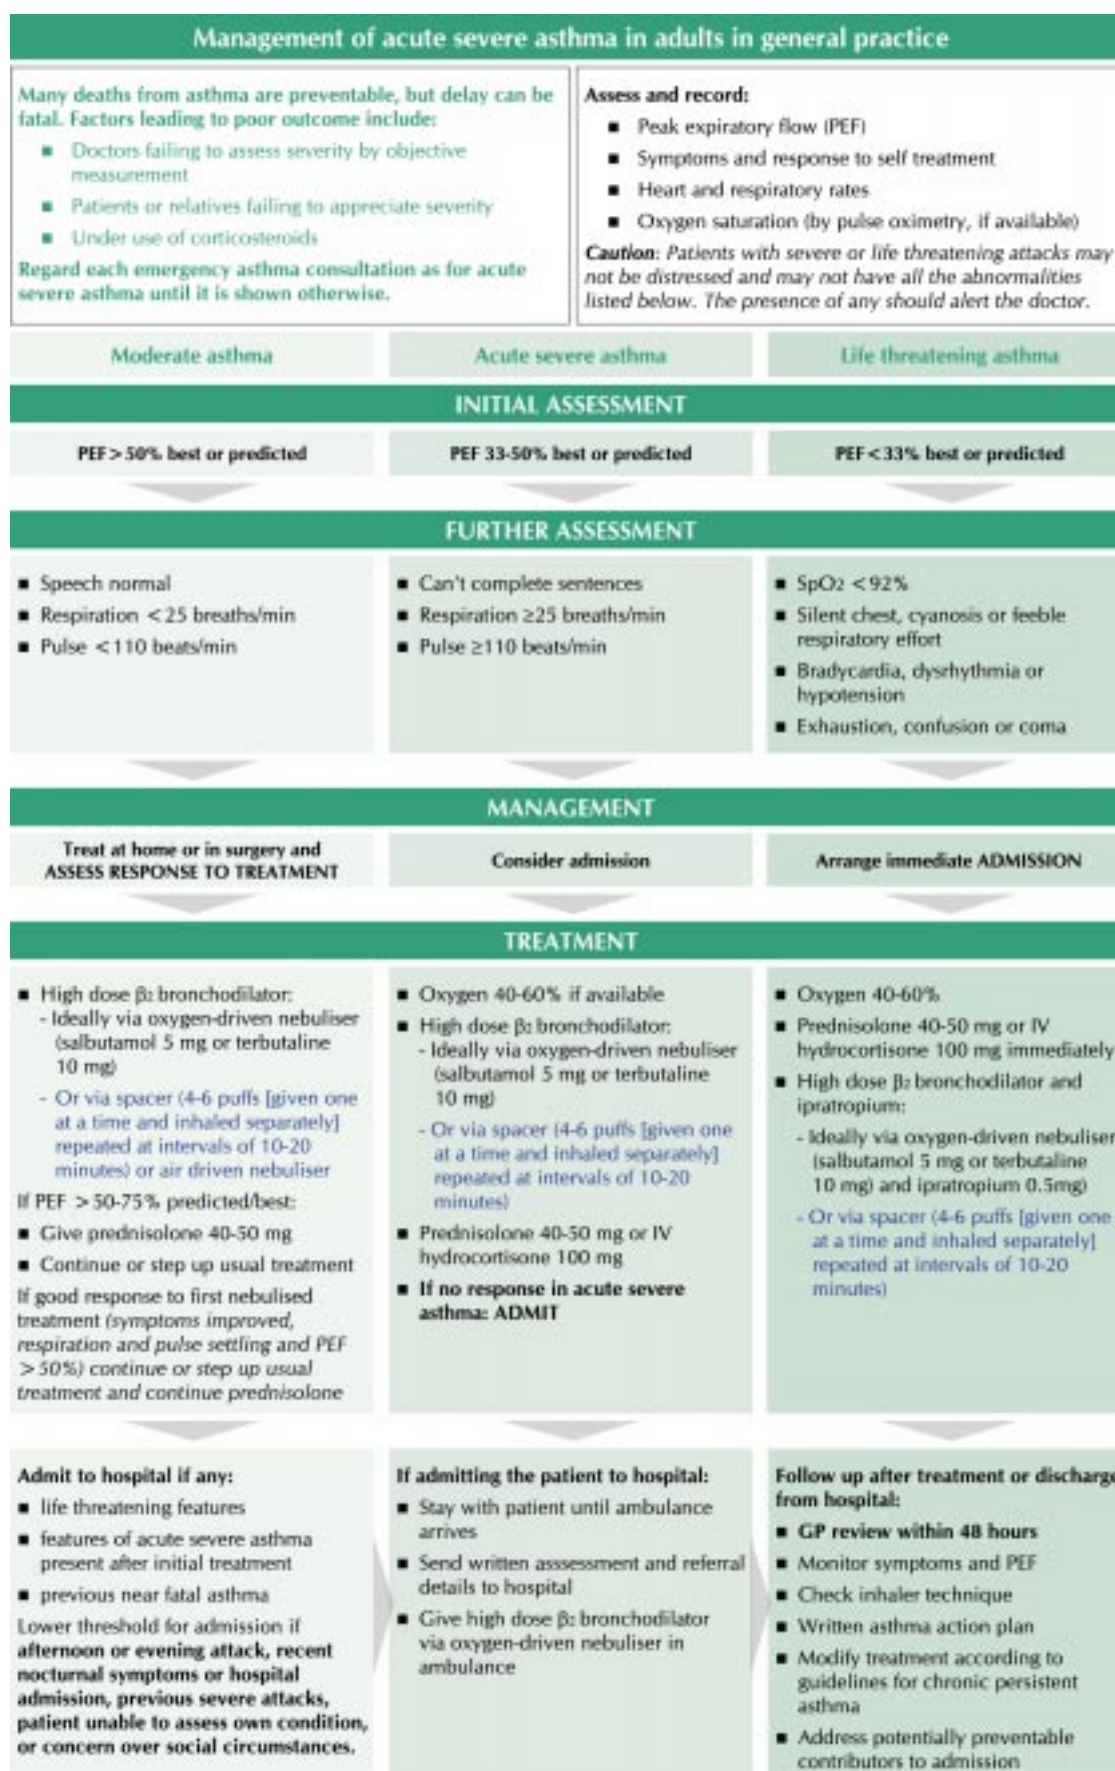 Management of acute severe asthma in adults in general practice
Many deaths from asthma are preventable, but delay can be
fatal. Factors leading to poor outcome include:
■ Doctors failing to assess severity by objective
measurement
■ Patients or relatives failing to appreciate severity
■ Under use of corticosteroids
Regard each emergency asthma consultation as for acute
severe asthma until it is shown otherwise.
Assess and record:
■ Peak expiratory flow (PEF)
■ Symptoms and response to self treatment
■ Heart and respiratory rates
■ Oxygen saturation (by pulse oximetry, if available)
Caution: Patients with severe or life threatening attacks may
not be distressed and may not have all the abnormalities
listed below. The presence of any should alert the doctor.
Moderate asthma
Acute severe asthma
Life threatening asthma
INITIAL ASSESSMENT
PEF > 50% best or predicted
PEF 33-50% best or predicted
PEF < 33% best or predicted
FURTHER ASSESSMENT
■ Speech normal
■ Respiration < 25 breaths/min
■ Pulse < 110 beats/min
■ Can't complete sentences
■ Respiration ≥25 breaths/min
■ Pulse ≥110 beats/min
■ SpO2 < 92%
■ Silent chest, cyanosis or feeble
respiratory effort
■ Bradycardia, dysrhythmia or
hypotension
■ Exhaustion, confusion or coma
MANAGEMENT
Treat at home or in surgery and
ASSESS RESPONSE TO TREATMENT
Consider admission
Arrange immediate ADMISSION
TREATMENT
■ High dose β2 bronchodilator:
- Ideally via oxygen-driven nebuliser
(salbutamol 5 mg or terbutaline
10 mg)
- Or via spacer (4-6 puffs [given one
at a time and inhaled separately]
repeated at intervals of 10-20
minutes) or air driven nebuliser
If PEF > 50-75% predicted/best:
■ Give prednisolone 40-50 mg
■ Continue or step up usual treatment
If good response to first nebulised
treatment (symptoms improved,
respiration and pulse settling and PEF
> 50%) continue or step up usual
treatment and continue prednisolone
■ Oxygen 40-60% if available
■ High dose β2 bronchodilator:
- Ideally via oxygen-driven nebuliser
(salbutamol 5 mg or terbutaline
10 mg)
- Or via spacer (4-6 puffs [given one
at a time and inhaled separately]
repeated at intervals of 10-20
minutes)
■ Prednisolone 40-50 mg or IV
hydrocortisone 100 mg
■ If no response in acute severe
asthma: ADMIT
■ Oxygen 40-60%
■ Prednisolone 40-50 mg or IV
hydrocortisone 100 mg immediately
■ High dose β2 bronchodilator and
ipratropium:
- Ideally via oxygen-driven nebuliser
(salbutamol 5 mg or terbutaline
10 mg) and ipratropium 0.5mg)
- Or via spacer (4-6 puffs [given one
at a time and inhaled separately]
repeated at intervals of 10-20
minutes)
Admit to hospital if any:
■ life threatening features
■ features of acute severe asthma
present after initial treatment
■ previous near fatal asthma
Lower threshold for admission if
afternoon or evening attack, recent
nocturnal symptoms or hospital
admission, previous severe attacks,
patient unable to assess own condition,
or concern over social circumstances.
If admitting the patient to hospital:
■ Stay with patient until ambulance
arrives
■ Send written asssessment and referral
details to hospital
■ Give high dose β2 bronchodilator
via oxygen-driven nebuliser in
ambulance
Follow up after treatment or discharge
from hospital:
■ GP review within 48 hours
■ Monitor symptoms and PEF
■ Check inhaler technique
■ Written asthma action plan
■ Modify treatment according to
guidelines for chronic persistent
asthma
■ Address potentially preventable
contributors to admission